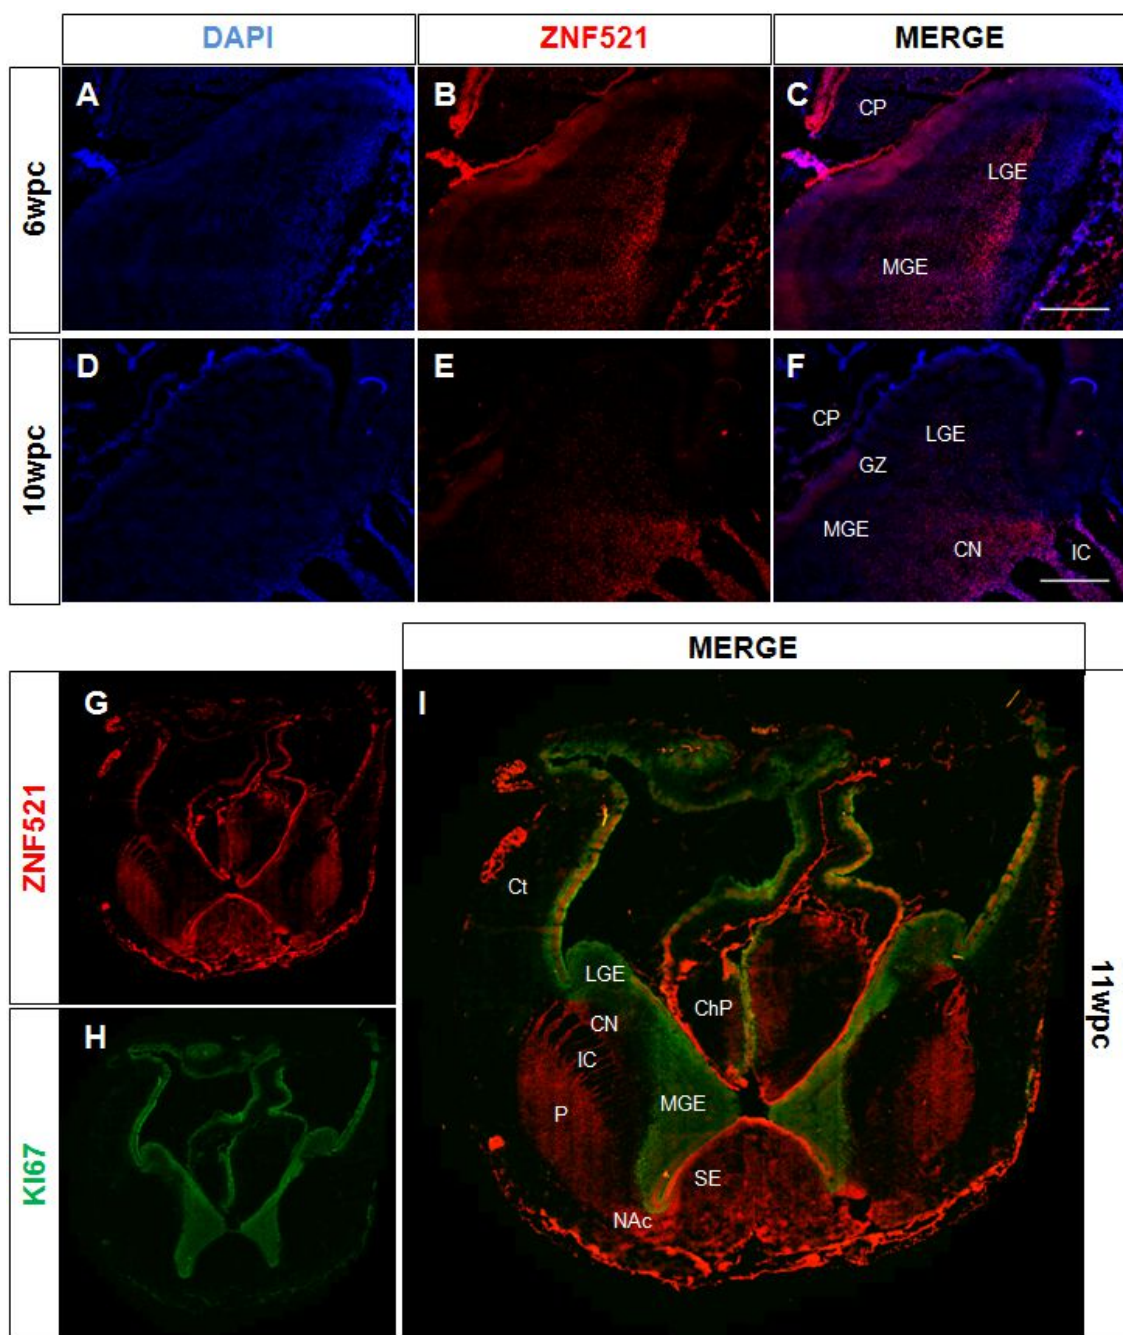 DAPI ZNF521 MERGE
6wpc
A B C
CP
LGE
MGE
10wpc
D E F
CP
LGE
GZ
MGE
CN
IC
MERGE
ZNF521
G
I
11wpc
Ct
LGE
ChP
CN
IC
P
MGE
SE
NAc
KI67
H